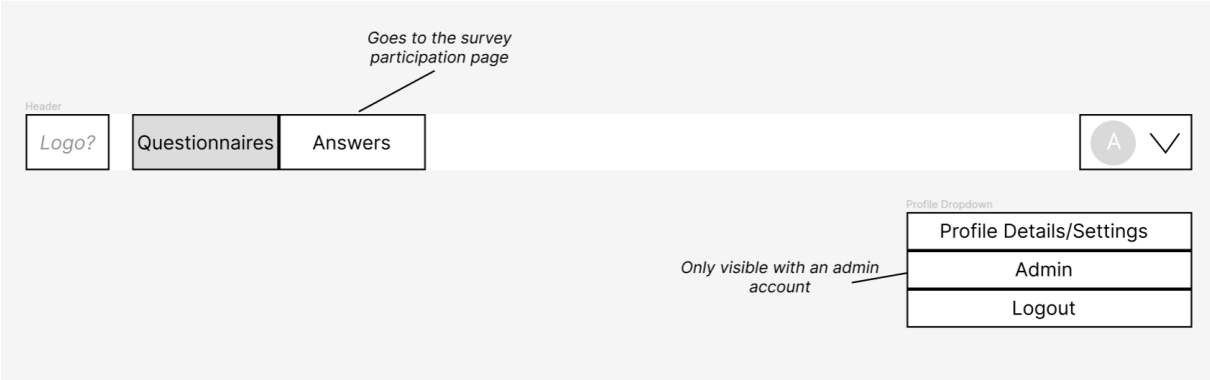 Goes to the survey
participation page
Header
Logo?
Questionnaires
Answers
A
Profile Dropdown
Profile Details/Settings
Only visible with an admin
account
Admin
Logout